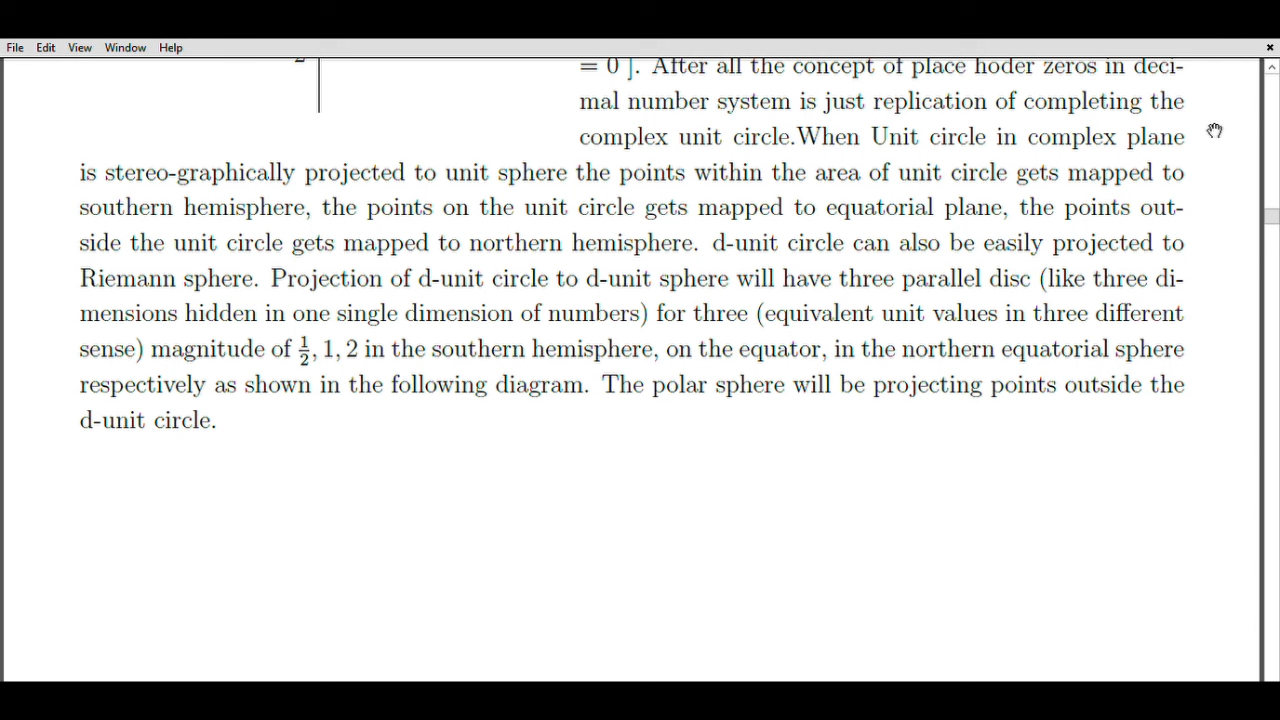 File Edit View Window Help
= 0 ]. After all the concept of place hoder zeros in deci-
mal number system is just replication of completing the
complex unit circle.When Unit circle in complex plane
is stereo-graphically projected to unit sphere the points within the area of unit circle gets mapped to
southern hemisphere, the points on the unit circle gets mapped to equatorial plane, the points out-
side the unit circle gets mapped to northern hemisphere. d-unit circle can also be easily projected to
Riemann sphere. Projection of d-unit circle to d-unit sphere will have three parallel disc (like three di-
mensions hidden in one single dimension of numbers) for three (equivalent unit values in three different
sense) magnitude of 1/2, 1, 2 in the southern hemisphere, on the equator, in the northern equatorial sphere
respectively as shown in the following diagram. The polar sphere will be projecting points outside the
d-unit circle.